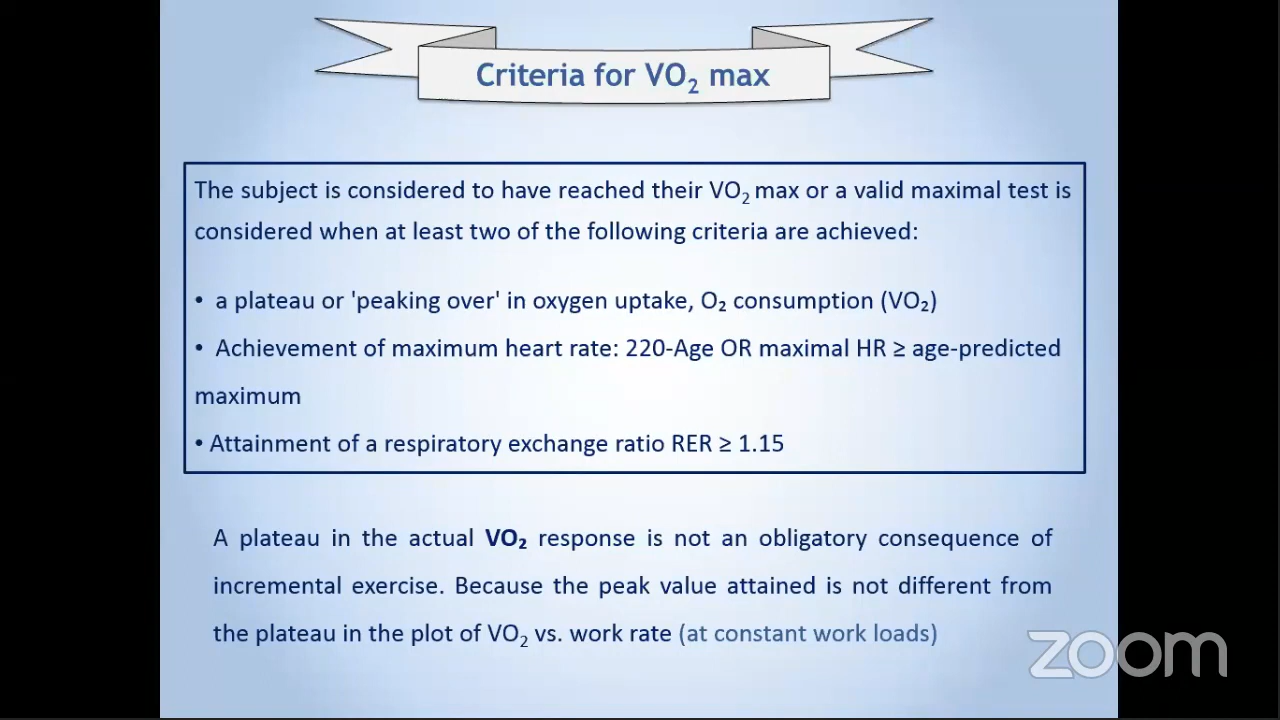 Criteria for VO₂ max
The subject is considered to have reached their VO₂ max or a valid maximal test is
considered when at least two of the following criteria are achieved:
• a plateau or 'peaking over' in oxygen uptake, O₂ consumption (VO₂)
• Achievement of maximum heart rate: 220-Age OR maximal HR ≥ age-predicted
maximum
• Attainment of a respiratory exchange ratio RER ≥ 1.15
A plateau in the actual VO₂ response is not an obligatory consequence of
incremental exercise. Because the peak value attained is not different from
the plateau in the plot of VO₂ vs. work rate (at constant work loads)
zoom